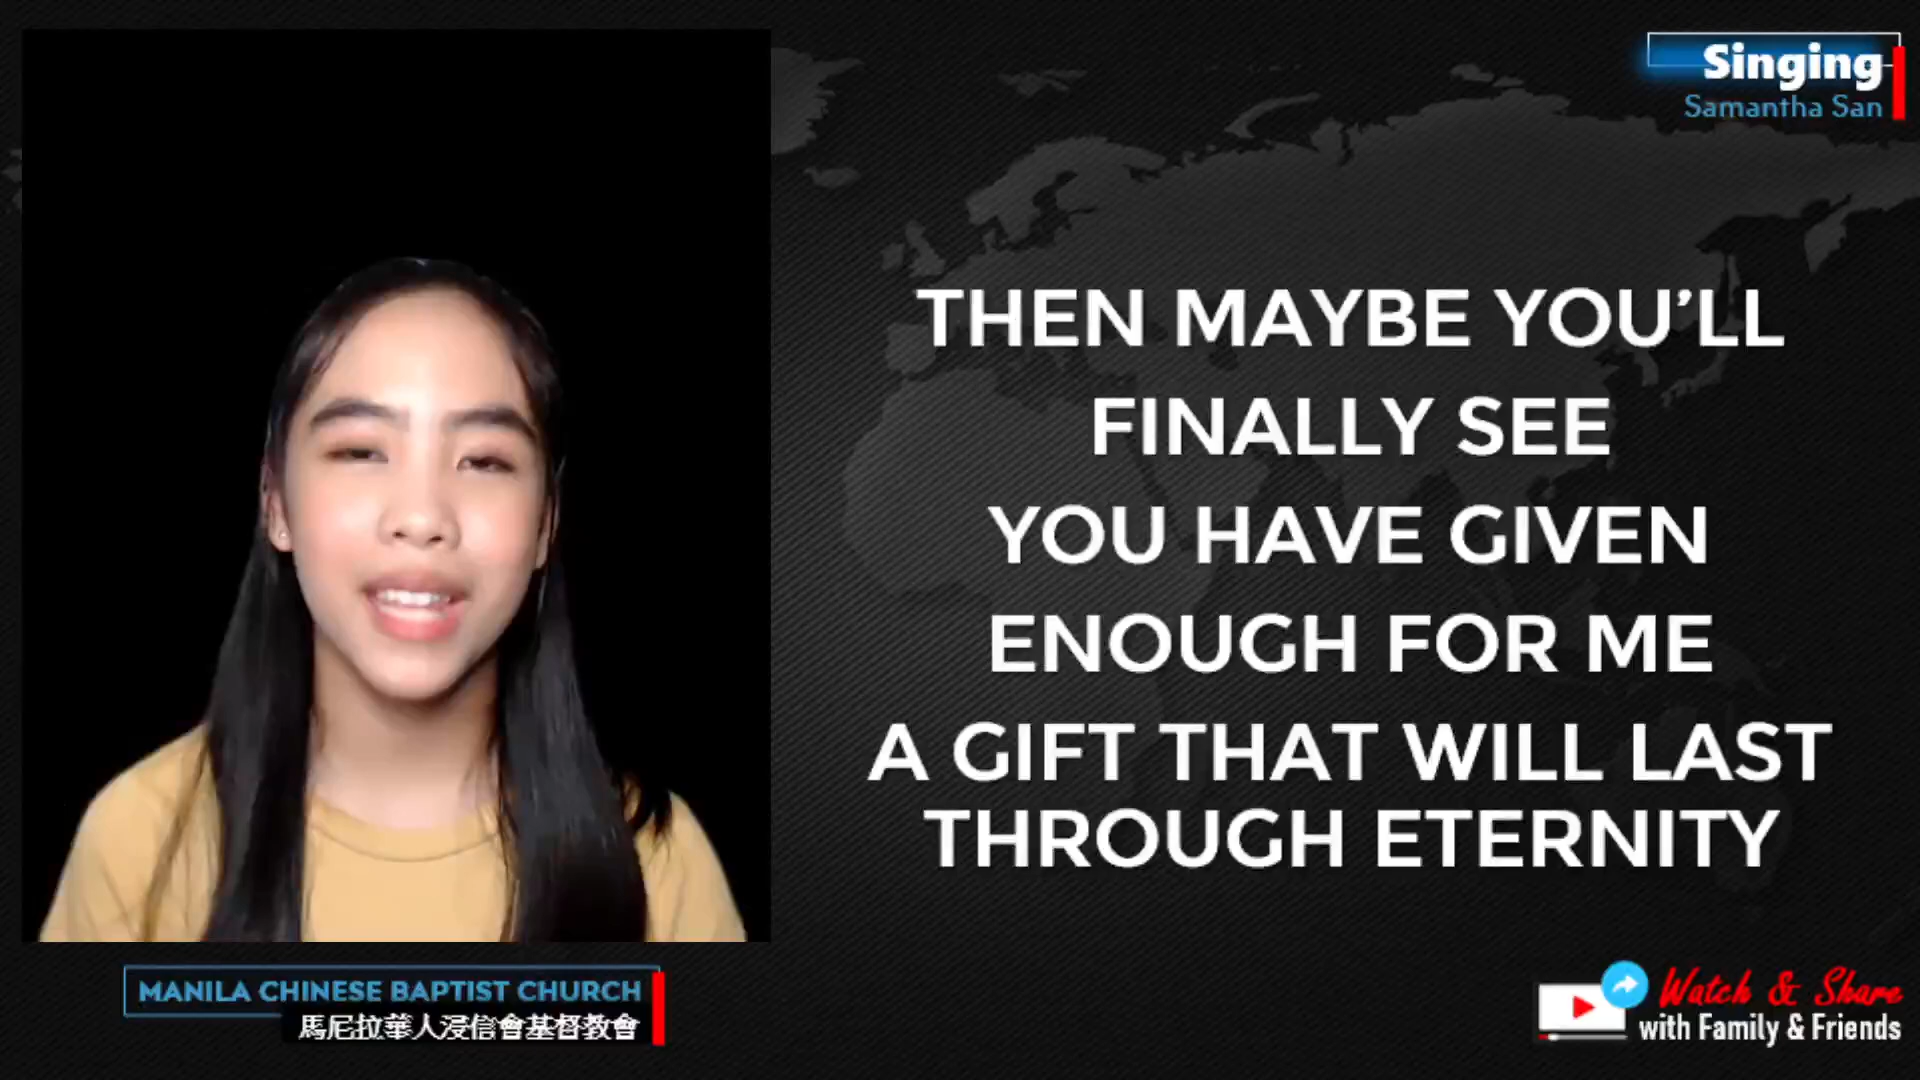 Singing
Samantha San
THEN MAYBE YOU'LL
FINALLY SEE
YOU HAVE GIVEN
ENOUGH FOR ME
A GIFT THAT WILL LAST
THROUGH ETERNITY
MANILA CHINESE BAPTIST CHURCH
馬尼拉華人浸信會基督教會
Watch & Share
with Family & Friends